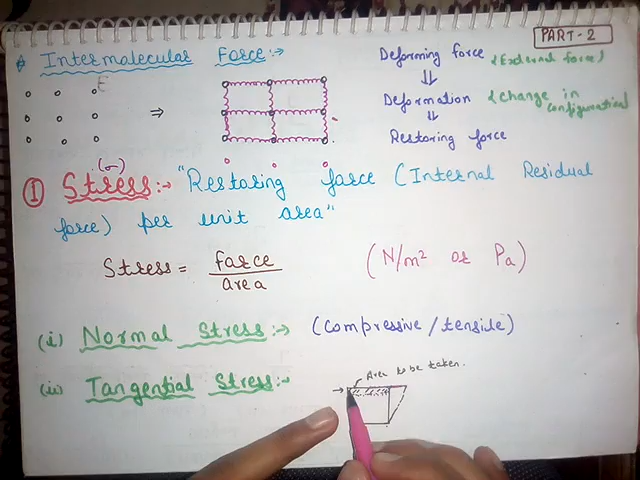 PART-2
Intermolecular Force :→
Deforming force (External force)
⇓
⇒
Deformation (Change in configuration)
↓
Restoring force
(σ)
① Stress :→ "Restoring force (Internal Residual
force) per unit area"
Stress = force / area (N/m² or Pa)
(i) Normal Stress :→ (compressive/tensile)
(ii) Tangential Stress :→
Area to be taken.